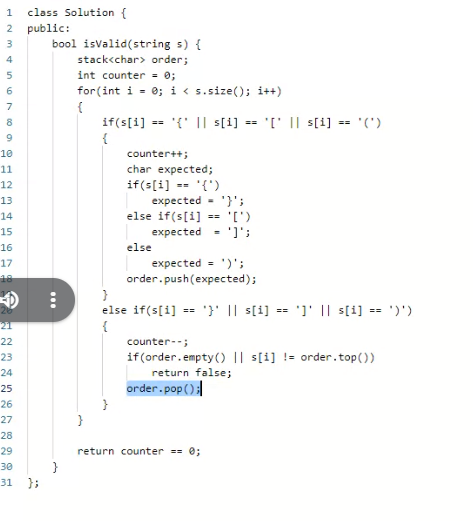 1 class Solution {
2 public:
3     bool isValid(string s) {
4         stack<char> order;
5         int counter = 0;
6         for(int i = 0; i < s.size(); i++)
7         {
8             if(s[i] == '{' || s[i] == '[' || s[i] == '(')
9             {
10                 counter++;
11                 char expected;
12                 if(s[i] == '{')
13                     expected = '}';
14                 else if(s[i] == '[')
15                     expected  = ']';
16                 else
17                     expected = ')';
18                 order.push(expected);
            }
            else if(s[i] == '}' || s[i] == ']' || s[i] == ')')
21             {
22                 counter--;
23                 if(order.empty() || s[i] != order.top())
24                     return false;
25                 order.pop();
26             }
27         }
28
29         return counter == 0;
30     }
31 };